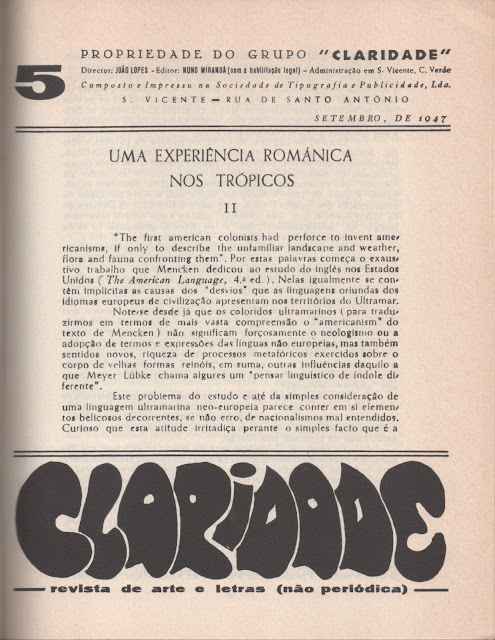 5
PROPRIEDADE DO GRUPO "CLARIDADE"
Director: JOÃO LOPES - Editor: NUNO MIRANDA (com a habilitação legal) - Administração em S. Vicente, C. Verde
Composto e Impresso na Sociedade de Tipografia e Publicidade, Lda.
S. VICENTE — RUA DE SANTO ANTÓNIO
SETEMBRO, DE 1947
UMA EXPERIÊNCIA ROMÁNICA
NOS TRÓPICOS
II
"The first american colonists had perforce to invent ame-
ricanisms, if only to describe the unfamiliar landscape and weather,
flora and fauna confronting them". Por estas palavras começa o exaus-
tivo trabalho que Mencken dedicou ao estudo do inglês nos Estados
Unidos ( The American Language, 4.ª ed. ). Nelas igualmente se con-
têm implícitas as causas dos "desvios" que as linguagens oriundas dos
idiomas europeus de civilização apresentam nos territórios do Ultramar.
Note-se desde já que os coloridos ultramarinos ( para tradu-
zirmos em termos de mais vasta compreensão o "americanism" do
texto de Mencken ) não significam forçosamente o neologismo ou a
adopção de termos e expressões das línguas não europeias, mas também
sentidos novos, riqueza de processos metafóricos exercidos sobre o
corpo de velhas formas reinóis, em suma, outras influências daquilo a
que Meyer Lübke chama algures um "pensar linguístico de índole di-
ferente".
Este problema do estudo e até da simples consideração de
uma linguagem ultramarina neo-europeia parece conter em si elemen-
tos belicosos decorrentes, se não erro, de nacionalismos mal entendidos.
Curioso que esta atitude irritadiça perante o simples facto que é a
CLARIDADE
revista de arte e letras (não periódica)